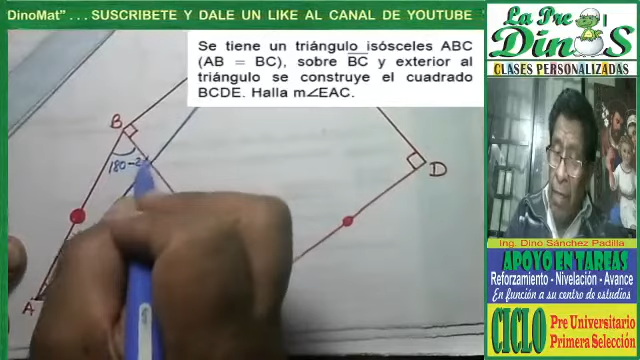 DinoMat" . . . SUSCRIBETE Y DALE UN LIKE AL CANAL DE YOUTUBE
La Pre
DinoS
CLASES PERSONALIZADAS
Se tiene un triángulo isósceles ABC
(AB = BC), sobre BC y exterior al
triángulo se construye el cuadrado
BCDE. Halla m∠EAC.
B
180-2
D
A
Ing. Dino Sánchez Padilla
APOYO EN TAREAS
Reforzamiento - Nivelación - Avance
En función a su centro de estudios
CICLO
Pre Universitario
Primera Selección